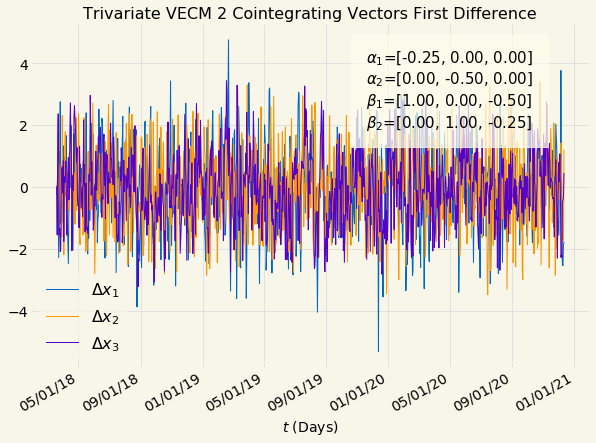 Trivariate VECM 2 Cointegrating Vectors First Difference
α₁=[-0.25, 0.00, 0.00]
α₂=[0.00, -0.50, 0.00]
β₁=[1.00, 0.00, -0.50]
β₂=[0.00, 1.00, -0.25]
4
2
0
−2
−4
Δx₁
Δx₂
Δx₃
05/01/18
09/01/18
01/01/19
05/01/19
09/01/19
01/01/20
05/01/20
09/01/20
01/01/21
t (Days)